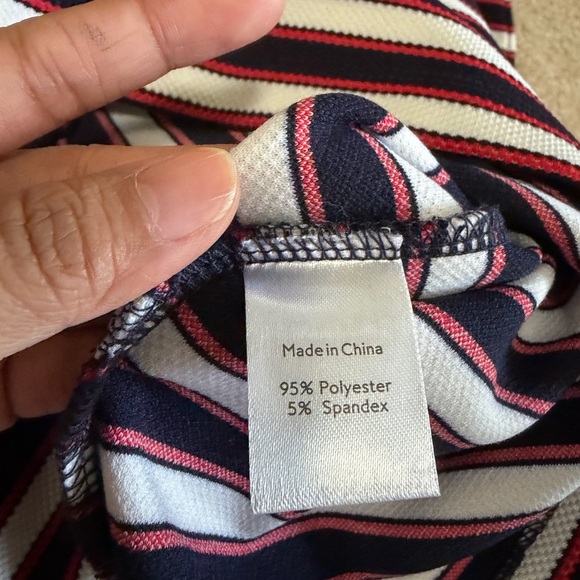 Made in China
95% Polyester
5% Spandex